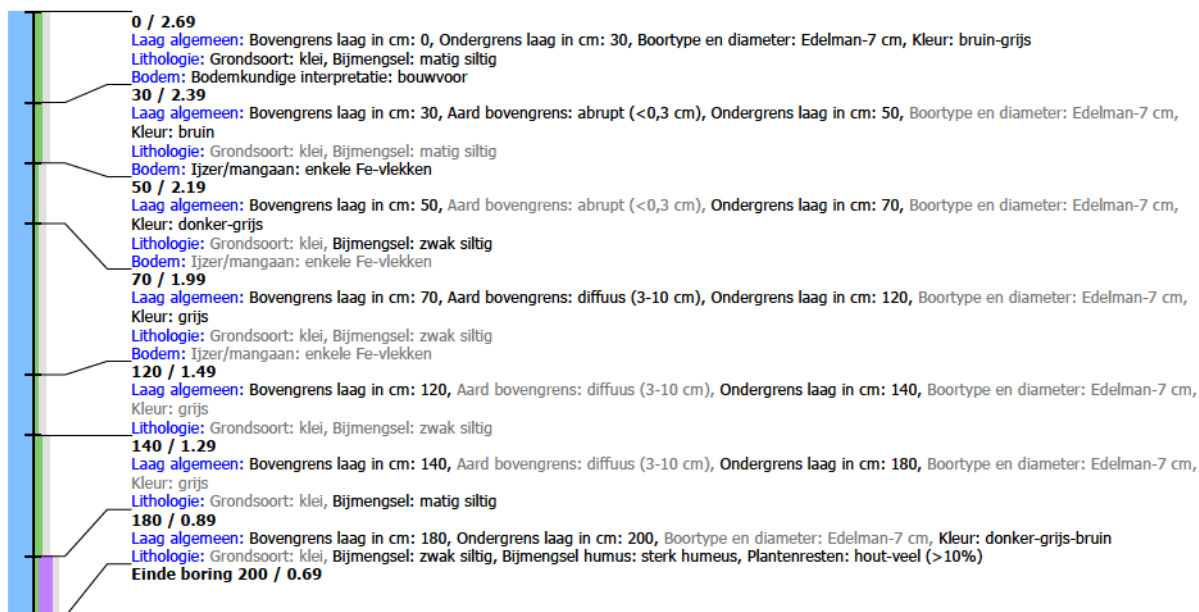 0 / 2.69
Laag algemeen: Bovengrens laag in cm: 0, Ondergrens laag in cm: 30, Boortype en diameter: Edelman-7 cm, Kleur: bruin-grijs
Lithologie: Grondsoort: klei, Bijmengsel: matig siltig
Bodem: Bodemkundige interpretatie: bouwvoor
30 / 2.39
Laag algemeen: Bovengrens laag in cm: 30, Aard bovengrens: abrupt (<0,3 cm), Ondergrens laag in cm: 50, Boortype en diameter: Edelman-7 cm,
Kleur: bruin
Lithologie: Grondsoort: klei, Bijmengsel: matig siltig
Bodem: Ijzer/mangaan: enkele Fe-vlekken
50 / 2.19
Laag algemeen: Bovengrens laag in cm: 50, Aard bovengrens: abrupt (<0,3 cm), Ondergrens laag in cm: 70, Boortype en diameter: Edelman-7 cm,
Kleur: donker-grijs
Lithologie: Grondsoort: klei, Bijmengsel: zwak siltig
Bodem: Ijzer/mangaan: enkele Fe-vlekken
70 / 1.99
Laag algemeen: Bovengrens laag in cm: 70, Aard bovengrens: diffuus (3-10 cm), Ondergrens laag in cm: 120, Boortype en diameter: Edelman-7 cm,
Kleur: grijs
Lithologie: Grondsoort: klei, Bijmengsel: zwak siltig
Bodem: Ijzer/mangaan: enkele Fe-vlekken
120 / 1.49
Laag algemeen: Bovengrens laag in cm: 120, Aard bovengrens: diffuus (3-10 cm), Ondergrens laag in cm: 140, Boortype en diameter: Edelman-7 cm,
Kleur: grijs
Lithologie: Grondsoort: klei, Bijmengsel: zwak siltig
140 / 1.29
Laag algemeen: Bovengrens laag in cm: 140, Aard bovengrens: diffuus (3-10 cm), Ondergrens laag in cm: 180, Boortype en diameter: Edelman-7 cm,
Kleur: grijs
Lithologie: Grondsoort: klei, Bijmengsel: matig siltig
180 / 0.89
Laag algemeen: Bovengrens laag in cm: 180, Ondergrens laag in cm: 200, Boortype en diameter: Edelman-7 cm, Kleur: donker-grijs-bruin
Lithologie: Grondsoort: klei, Bijmengsel: zwak siltig, Bijmengsel humus: sterk humeus, Plantenresten: hout-veel (>10%)
Einde boring 200 / 0.69